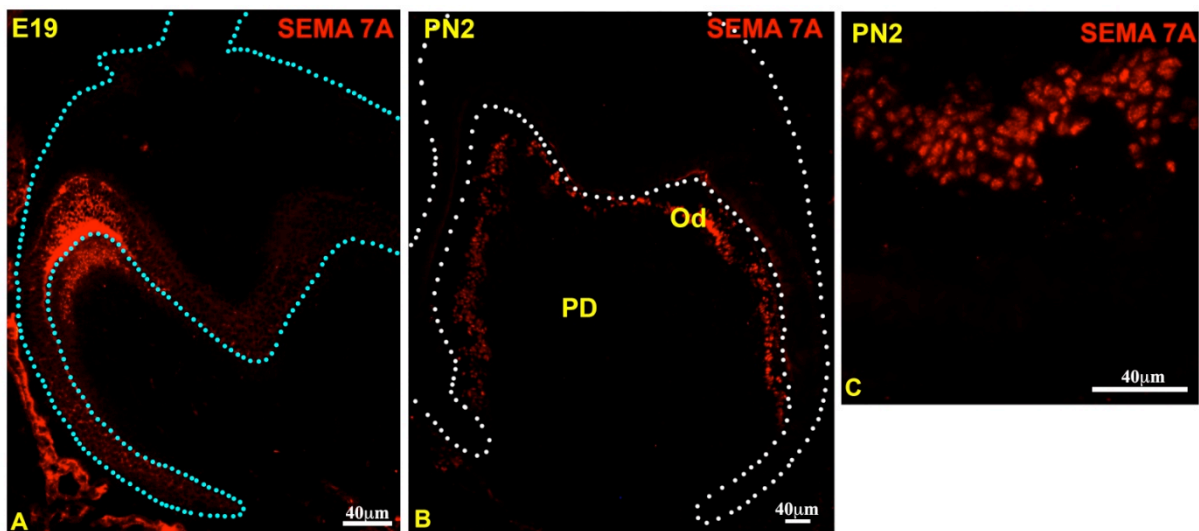 E19 SEMA 7A
40μm
A
PN2 SEMA 7A
Od
PD
40μm
B
PN2 SEMA 7A
40μm
C